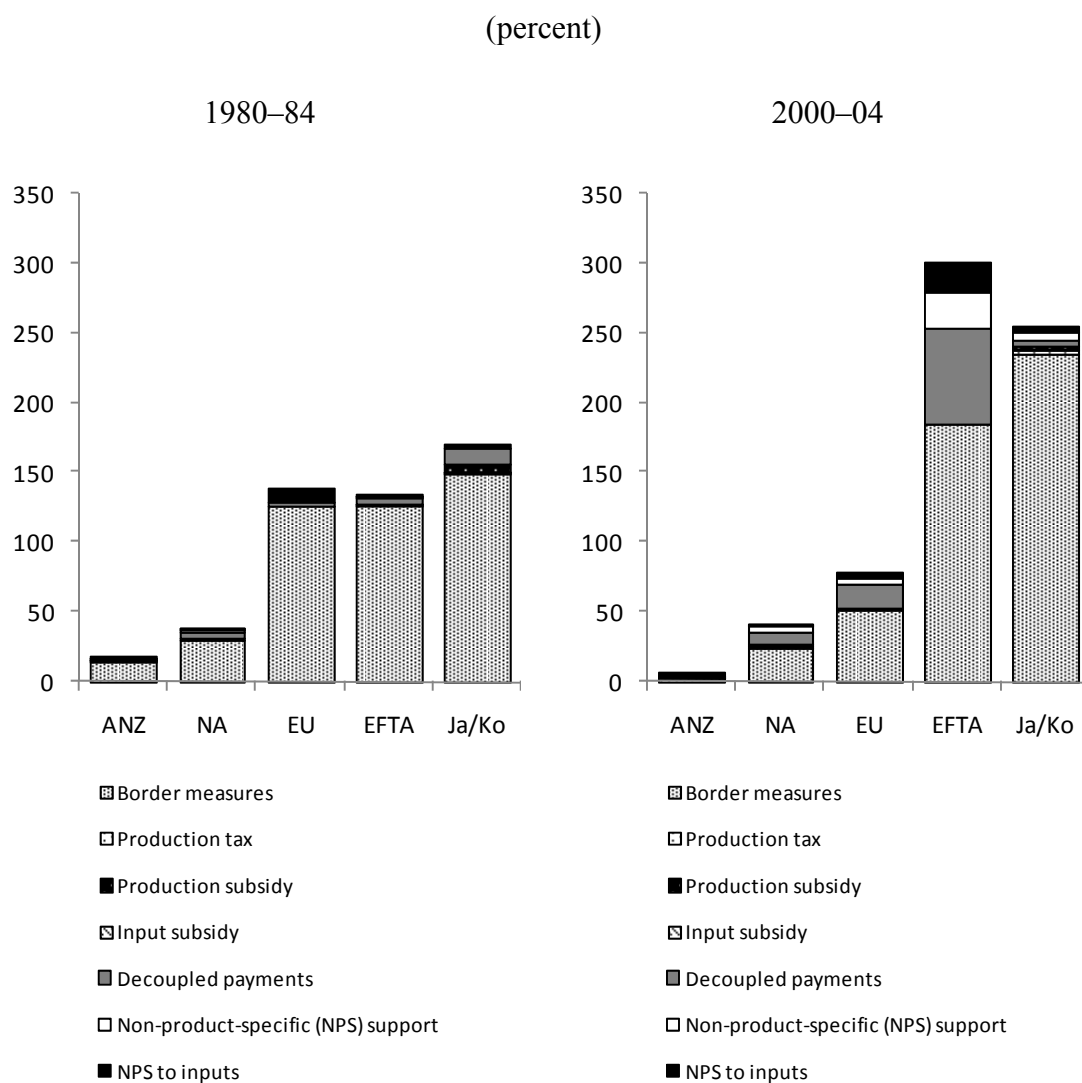 (percent)
1980–84
350
300
250
200
150
100
50
0
ANZ NA EU EFTA Ja/Ko
Border measures
Production tax
Production subsidy
Input subsidy
Decoupled payments
Non-product-specific (NPS) support
NPS to inputs
2000–04
350
300
250
200
150
100
50
0
ANZ NA EU EFTA Ja/Ko
Border measures
Production tax
Production subsidy
Input subsidy
Decoupled payments
Non-product-specific (NPS) support
NPS to inputs